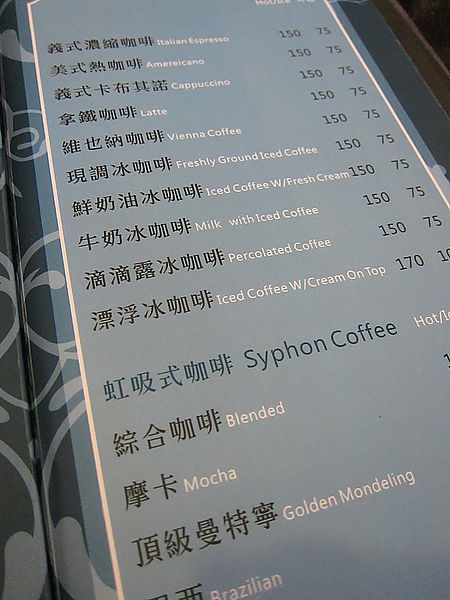 Hot/Ice
義式濃縮咖啡 Italian Espresso 150 75
美式熱咖啡 Amereicano 150 75
義式卡布其諾 Cappuccino 150 75
拿鐵咖啡 Latte 150 75
維也納咖啡 Vienna Coffee 150 75
現調冰咖啡 Freshly Ground Iced Coffee 150 75
鮮奶油冰咖啡 Iced Coffee W/Fresh Cream 150 75
牛奶冰咖啡 Milk with Iced Coffee 150 75
滴滴露冰咖啡 Percolated Coffee 150 75
漂浮冰咖啡 Iced Coffee W/Cream On Top 170
虹吸式咖啡 Syphon Coffee Hot/Ic
綜合咖啡 Blended
摩卡 Mocha
頂級曼特寧 Golden Mondeling
巴西 Brazilian